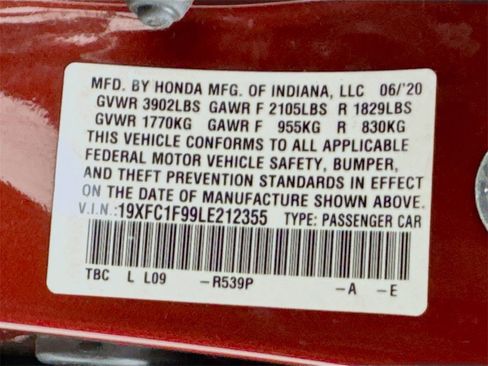 MFD. BY HONDA MFG. OF INDIANA, LLC 06/'20
GVWR 3902LBS GAWR F 2105LBS R 1829LBS
GVWR 1770KG GAWR F 955KG R 830KG
THIS VEHICLE CONFORMS TO ALL APPLICABLE
FEDERAL MOTOR VEHICLE SAFETY, BUMPER,
AND THEFT PREVENTION STANDARDS IN EFFECT
ON THE DATE OF MANUFACTURE SHOWN ABOVE.
V.I.N.:19XFC1F99LE212355 TYPE: PASSENGER CAR
TBC L L09 -R539P -A -E